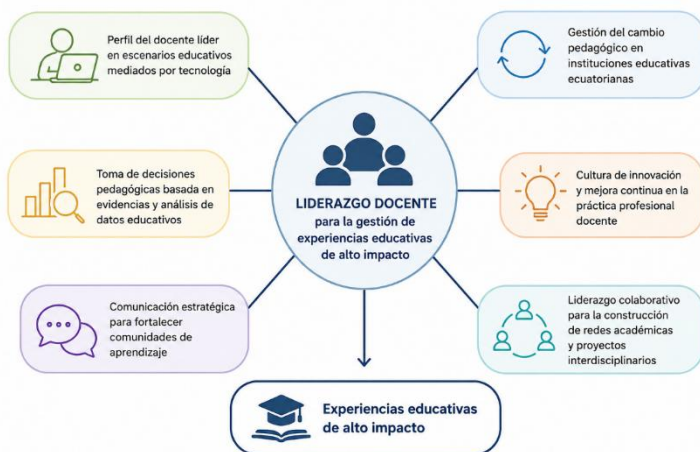 Perfil del docente líder
en escenarios educativos
mediados por tecnología
Gestión del cambio
pedagógico en
instituciones educativas
ecuatorianas
LIDERAZGO DOCENTE
para la gestión de
experiencias educativas
de alto impacto
Toma de decisiones
pedagógicas basada en
evidencias y análisis de
datos educativos
Cultura de innovación
y mejora continua en la
práctica profesional
docente
Comunicación estratégica
para fortalecer
comunidades de
aprendizaje
Liderazgo colaborativo
para la construcción
de redes académicas
y proyectos
interdisciplinarios
Experiencias educativas
de alto impacto